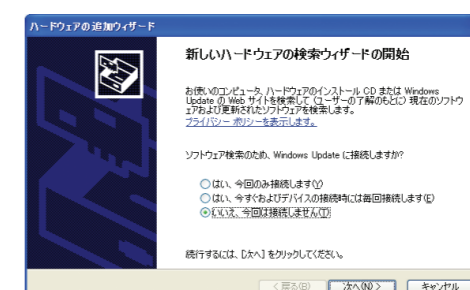 ハードウェアの追加ウィザード
新しいハードウェアの検索ウィザードの開始
お使いのコンピュータ、ハードウェアのインストール CD または Windows
Update の Web サイトを検索して (ユーザーの了解のもとに) 現在のソフトウ
ェアおよび更新されたソフトウェアを検索します。
プライバシー ポリシーを表示します。
ソフトウェア検索のため、Windows Update に接続しますか?
はい、今回のみ接続します(Y)
はい、今すぐおよびデバイスの接続時には毎回接続します(E)
いいえ、今回は接続しません(T)
続行するには、[次へ] をクリックしてください。
< 戻る(B) 次へ(N) > キャンセル